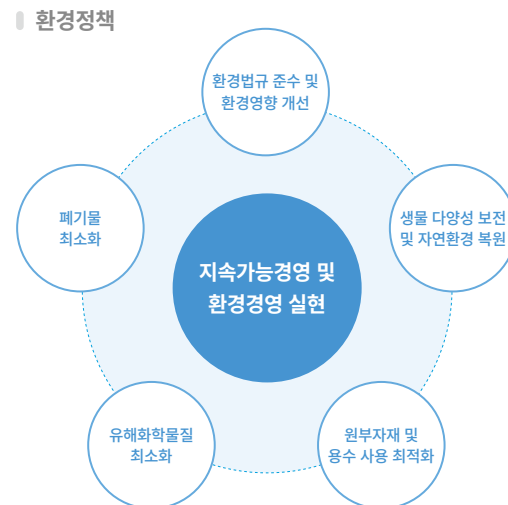 환경정책
환경법규 준수 및
환경영향 개선
폐기물
최소화
생물 다양성 보전
및 자연환경 복원
지속가능경영 및
환경경영 실현
유해화학물질
최소화
원부자재 및
용수 사용 최적화